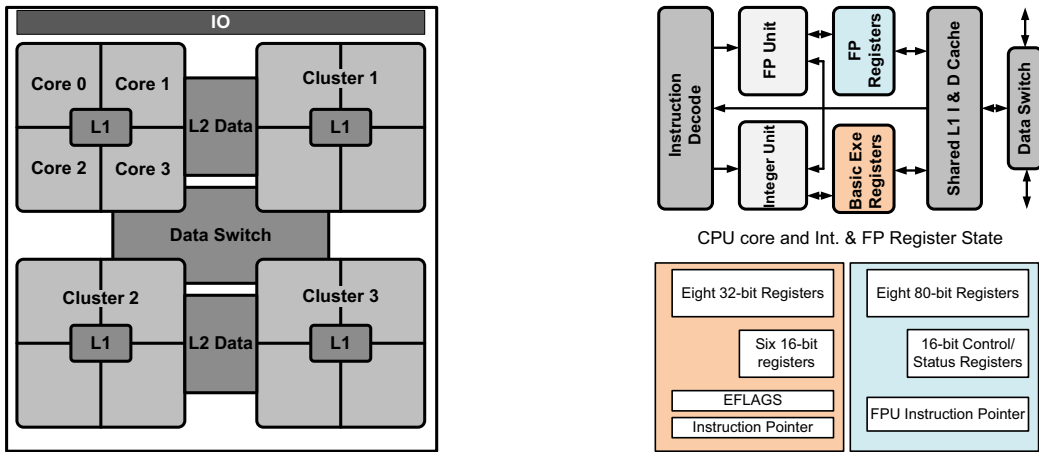 IO
Core 0
Core 1
L1
Core 2
Core 3
L2 Data
Cluster 1
L1
Data Switch
Cluster 2
L1
L2 Data
Cluster 3
L1
Instruction
Decode
FP Unit
FP
Registers
Integer Unit
Basic Exe
Registers
Shared L1 I & D Cache
Data Switch
CPU core and Int. & FP Register State
Eight 32-bit Registers
Six 16-bit
registers
EFLAGS
Instruction Pointer
Eight 80-bit Registers
16-bit Control/
Status Registers
FPU Instruction Pointer